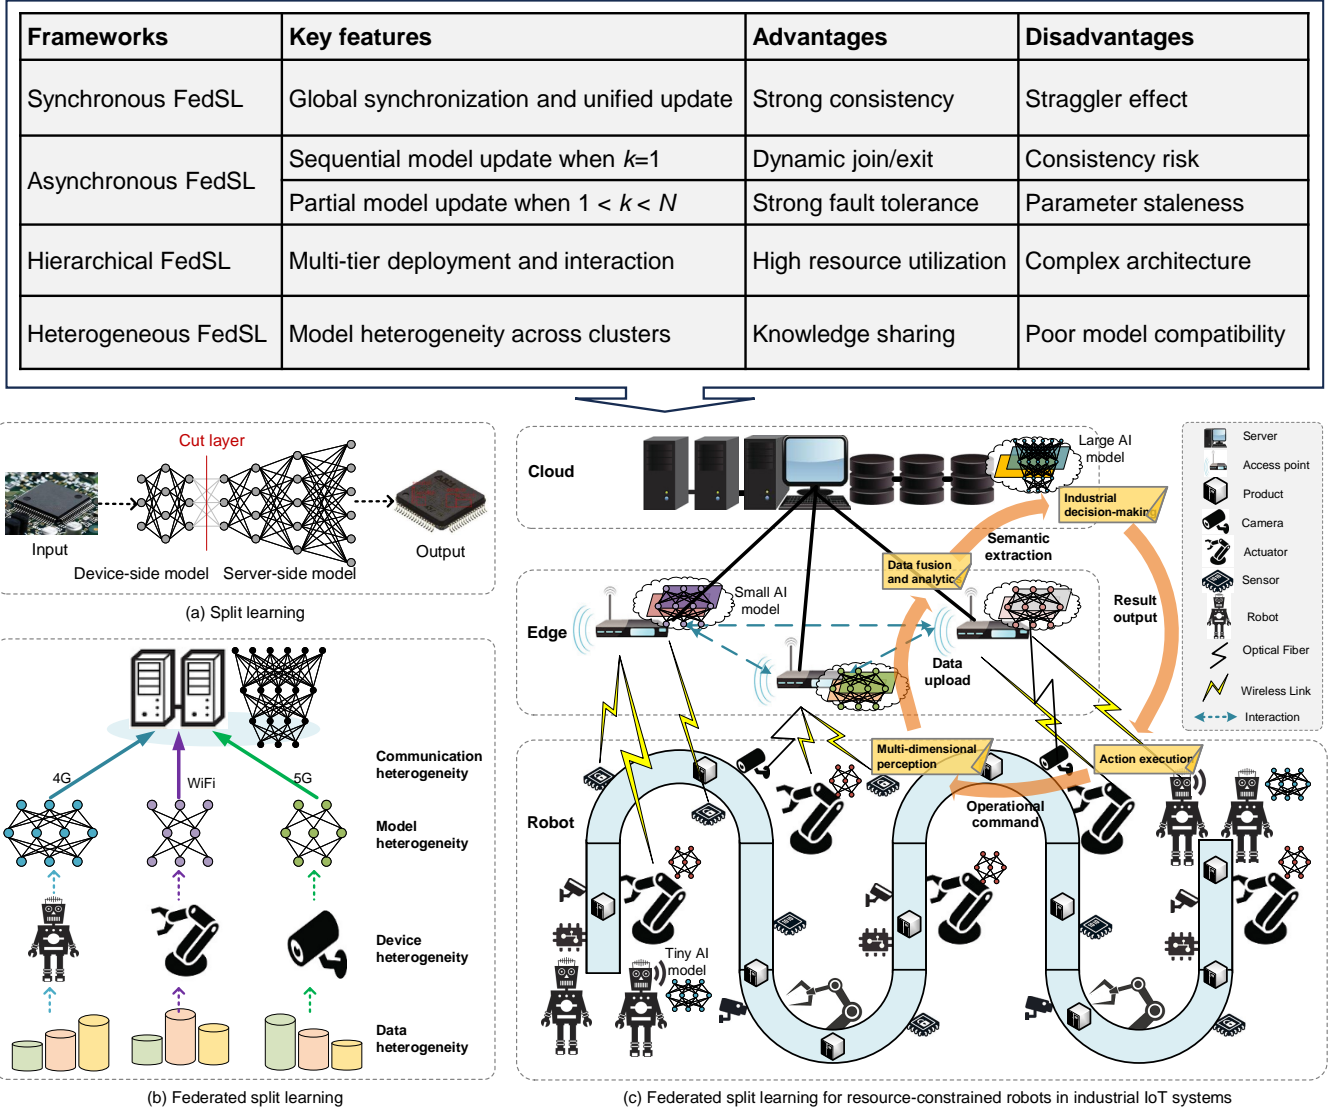 Frameworks Key features Advantages Disadvantages
Synchronous FedSL Global synchronization and unified update Strong consistency Straggler effect
Asynchronous FedSL
Sequential model update when k=1 Dynamic join/exit Consistency risk
Partial model update when 1 < k < N Strong fault tolerance Parameter staleness
Hierarchical FedSL Multi-tier deployment and interaction High resource utilization Complex architecture
Heterogeneous FedSL Model heterogeneity across clusters Knowledge sharing Poor model compatibility
Cut layer
Input
Output
Device-side model
Server-side model
(a) Split learning
4G
WiFi
5G
Communication
heterogeneity
Model
heterogeneity
Device
heterogeneity
Data
heterogeneity
(b) Federated split learning
Cloud
Large AI
model
Industrial
decision-making
Semantic
extraction
Data fusion
and analytics
Edge
Small AI
model
Result
output
Data
upload
Multi-dimensional
perception
Action execution
Operational
command
Robot
Tiny AI
model
(c) Federated split learning for resource-constrained robots in industrial IoT systems
Server
Access point
Product
Camera
Actuator
Sensor
Robot
Optical Fiber
Wireless Link
Interaction